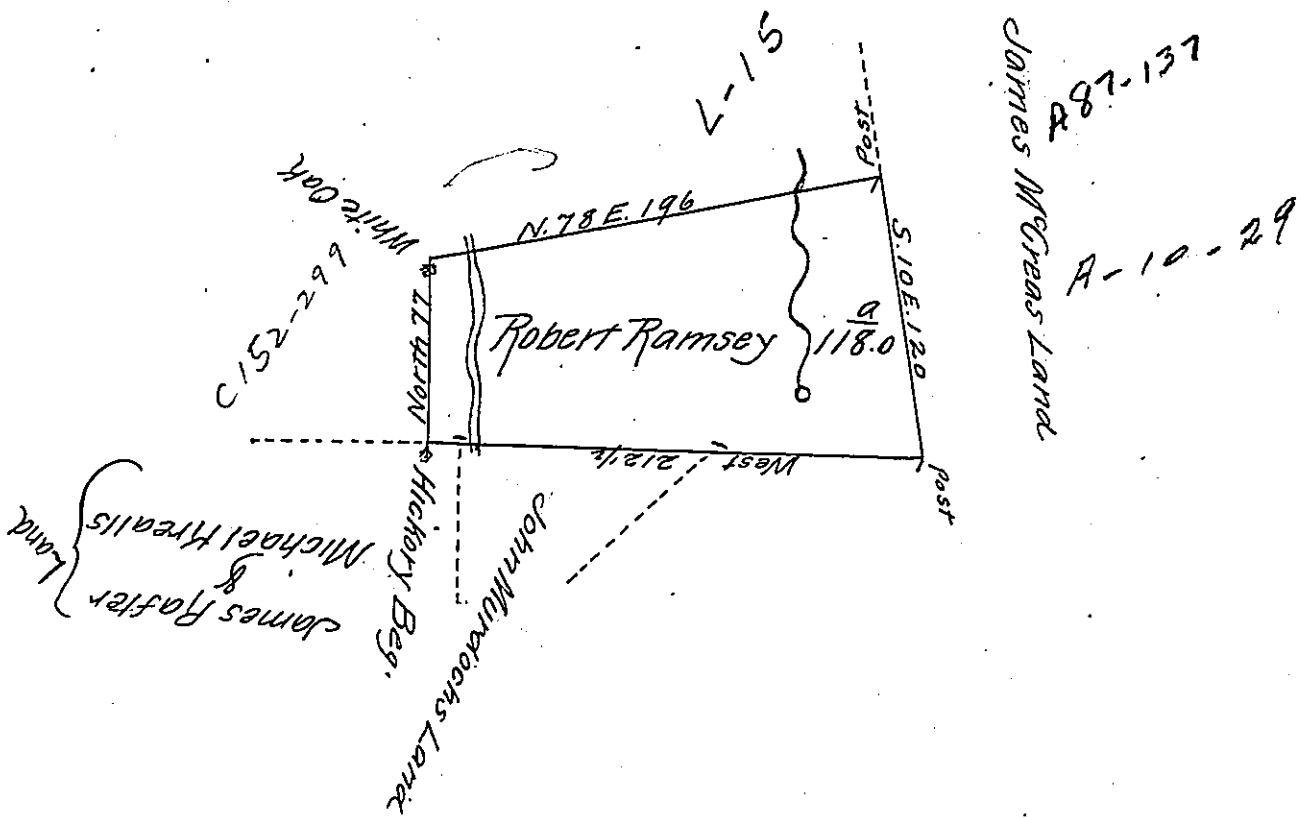 L-15
James McCreas Land
A87-137
A-10-29
Post
White Oak
C152-299
N.78 E. 196
S.10 E. 120
North 77
Robert Ramsey
a
118.0
West 212½
Post
Hickory Beg.
James Rafter
&
Michael Krealls
Land
John Murdochs Land